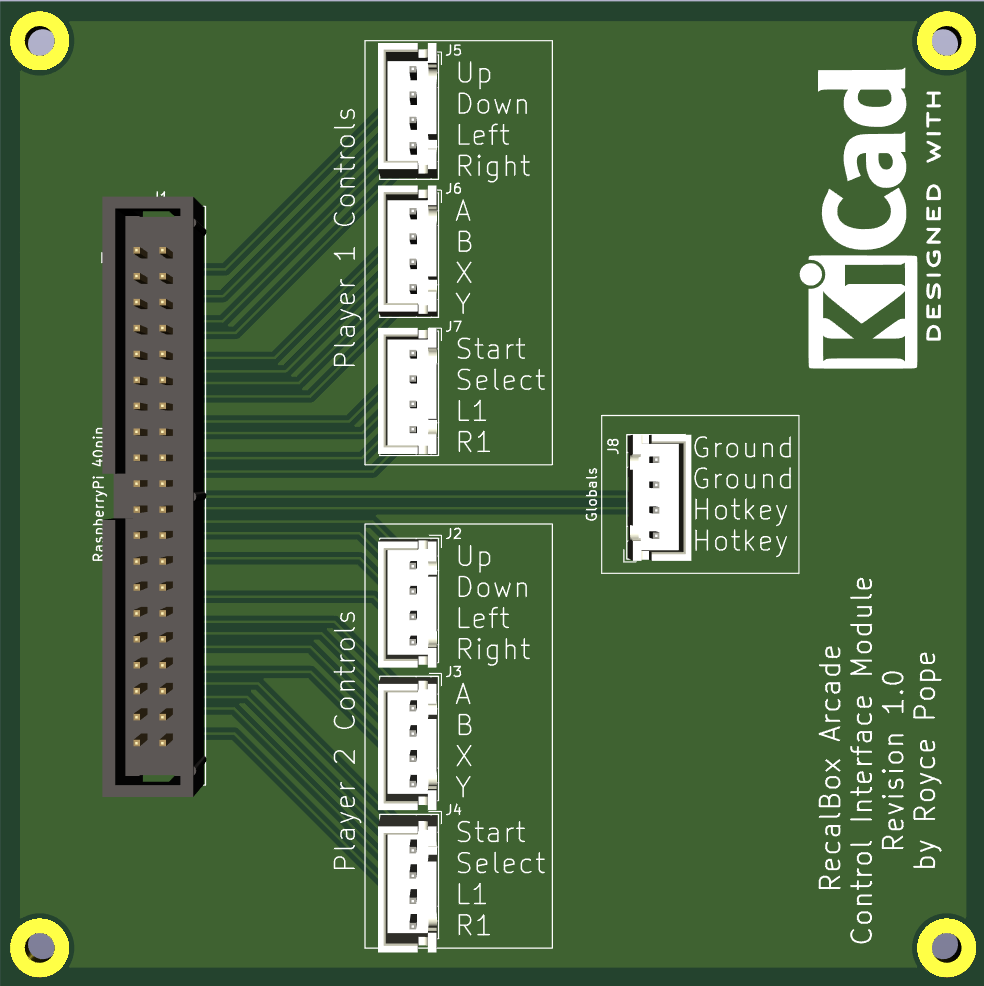 J1
RaspberryPi 40pin
Player 1 Controls
J5
Up
Down
Left
Right
J6
A
B
X
Y
J7
Start
Select
L1
R1
Globals
J8
Ground
Ground
Hotkey
Hotkey
Player 2 Controls
J2
Up
Down
Left
Right
J3
A
B
X
Y
J4
Start
Select
L1
R1
KiCad
DESIGNED WITH
RecalBox Arcade
Control Interface Module
Revision 1.0
by Royce Pope